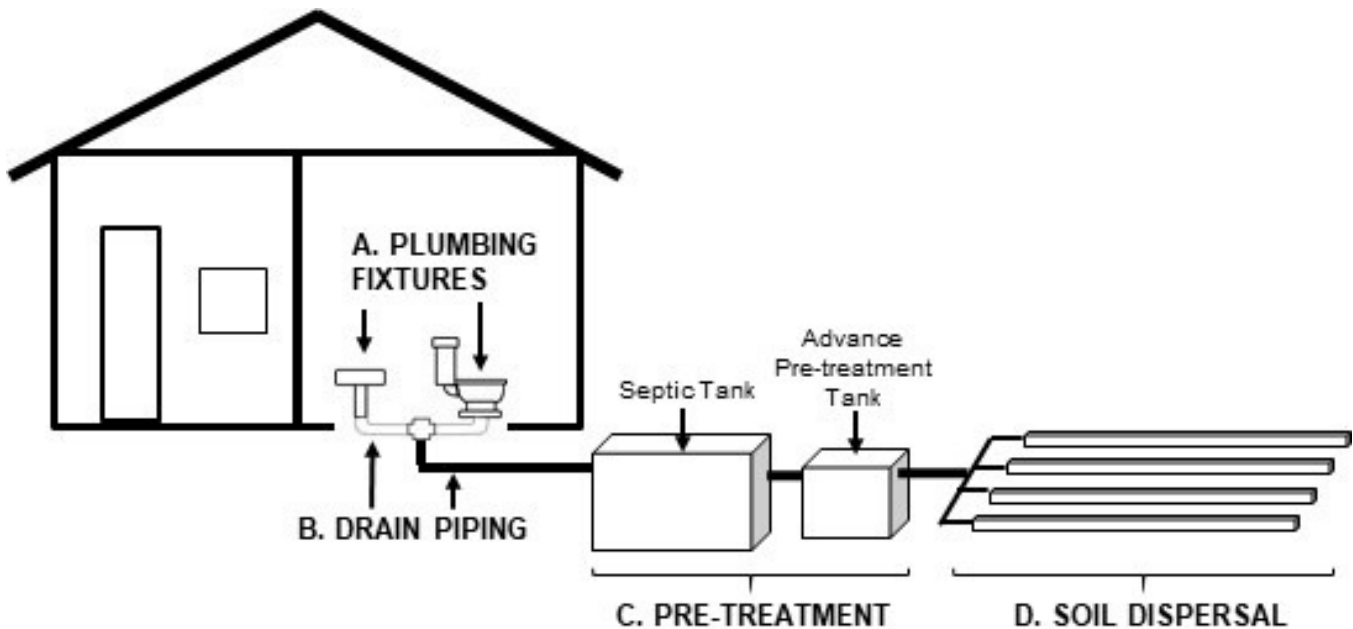 A. PLUMBING
FIXTURES
Advance
Pre-treatment
Tank
Septic Tank
B. DRAIN PIPING
C. PRE-TREATMENT
D. SOIL DISPERSAL